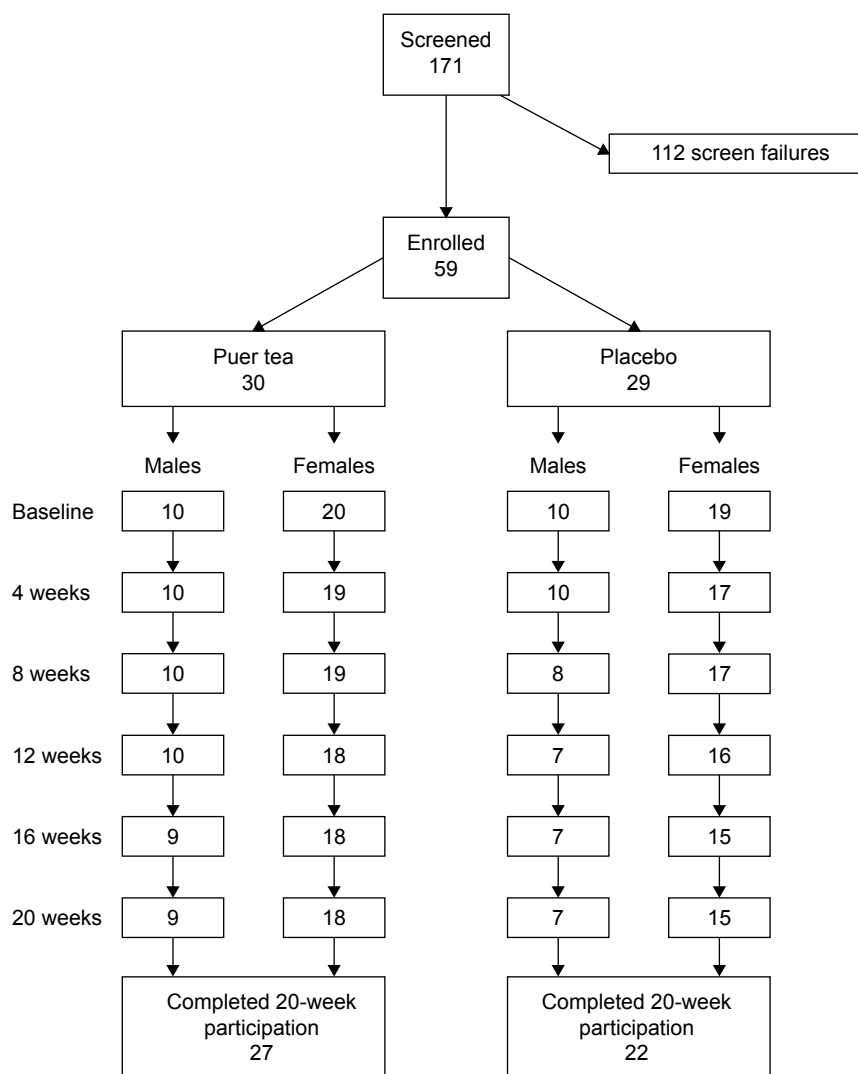 Screened
171
112 screen failures
Enrolled
59
Puer tea
30
Placebo
29
Males
Females
Males
Females
Baseline
10
20
10
19
4 weeks
10
19
10
17
8 weeks
10
19
8
17
12 weeks
10
18
7
16
16 weeks
9
18
7
15
20 weeks
9
18
7
15
Completed 20-week
participation
27
Completed 20-week
participation
22